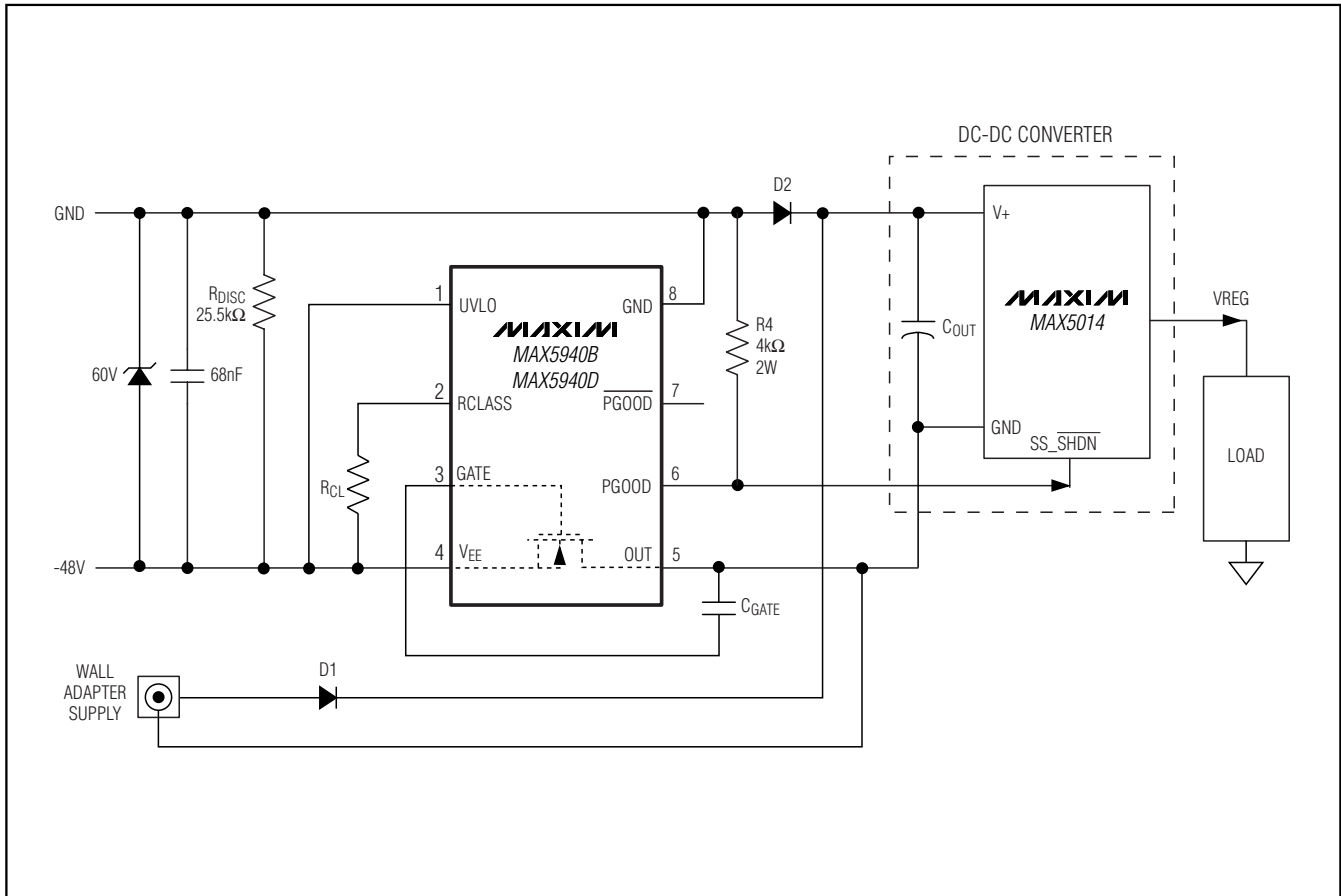 DC-DC CONVERTER
D2
GND
V+
1
8
UVLO
GND
RDISC
25.5kΩ
MAXIM
MAX5940B
MAX5940D
MAXIM
MAX5014
VREG
R4
4kΩ
2W
COUT
60V
68nF
2
7
RCLASS
PGOOD
GND
SS_SHDN
LOAD
3
GATE
6
PGOOD
RCL
-48V
4
VEE
OUT
5
CGATE
WALL
ADAPTER
SUPPLY
D1